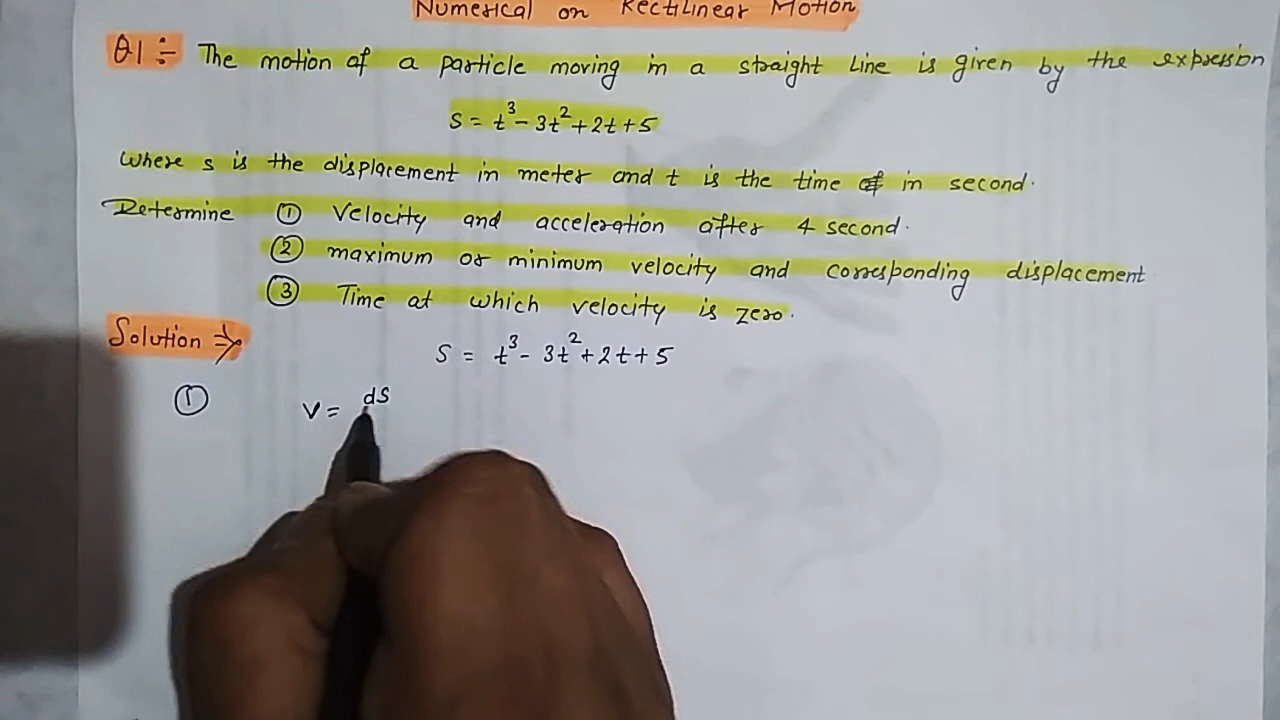 Numerical on Rectilinear Motion
Q1:- The motion of a particle moving in a straight line is given by the expression
S = t³ - 3t² + 2t + 5
where s is the displacement in meter and t is the time in second.
Determine ① Velocity and acceleration after 4 second.
② maximum or minimum velocity and corresponding displacement
③ Time at which velocity is zero.
Solution ⇒ S = t³ - 3t² + 2t + 5
① V = ds